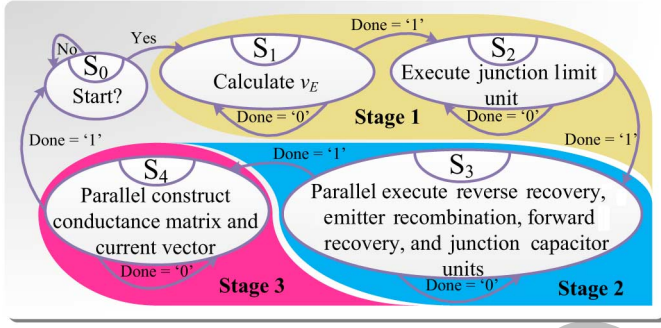 No
S0
Start?
Yes
S1
Calculate vE
Done = ‘0’
Done = ‘1’
S2
Execute junction limit
unit
Done = ‘0’
Stage 1
Done = ‘1’
S3
Parallel execute reverse recovery,
emitter recombination, forward
recovery, and junction capacitor
units
Done = ‘0’
Stage 2
Done = ‘1’
S4
Parallel construct
conductance matrix and
current vector
Done = ‘0’
Stage 3
Done = ‘1’